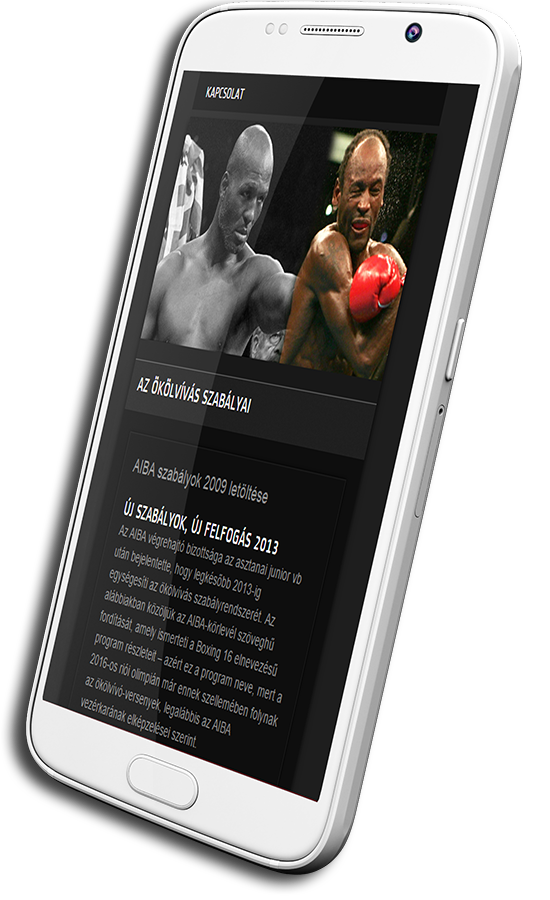 KAPCSOLAT
AZ ÖKÖLVÍVÁS SZABÁLYAI
AIBA szabályok 2009 letöltése
ÚJ SZABÁLYOK, ÚJ FELFOGÁS 2013
Az AIBA végrehajtó bizottsága az asztanai junior vb
után bejelentette, hogy legkésőbb 2013-ig
egységesíti az ökölvívás szabályrendszerét. Az
alábbiakban közöljük az AIBA-körlevél szöveghű
fordítását, amely ismerteti a Boxing 16 elnevezésű
program részleteit – azért ez a program neve, mert a
2016-os riói olimpián már ennek szellemében folynak
az ökölvívó-versenyek, legalábbis az AIBA
vezérkarának elképzelései szerint.